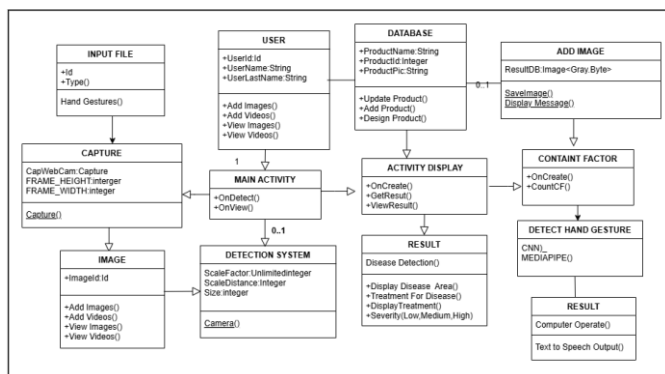 INPUT FILE
+Id
+Type()
Hand Gestures()
USER
+UserId:Id
+UserName:String
+UserLastName:String
+Add Images()
+Add Videos()
+View Images()
+View Videos()
DATABASE
+ProductName:String
+ProductId:Integer
+ProductPic:String
+Update Product()
+Add Product()
+Design Product()
0..1
ADD IMAGE
ResultDB:Image<Gray.Byte>
SaveImage()
Display Message()
CAPTURE
CapWebCam:Capture
FRAME_HEIGHT:interger
FRAME_WIDTH:integer
Capture()
1
MAIN ACTIVITY
+OnDetect()
+OnView()
0..1
ACTIVITY DISPLAY
+OnCreate()
+GetResut()
+ViewResult()
CONTAINT FACTOR
+OnCreate()
+CountCF()
IMAGE
+ImageId:Id
+Add Images()
+Add Videos()
+View Images()
+View Videos()
DETECTION SYSTEM
ScaleFactor:Unlimitedinteger
ScaleDistance:Integer
Size:integer
Camera()
RESULT
Disease Detection()
+Display Disease Area()
+Treatment For Disease()
+DisplayTreatment()
+Severity(Low,Medium,High)
DETECT HAND GESTURE
CNN)_
MEDIAPIPE()
RESULT
Computer Operate()
Text to Speech Output()